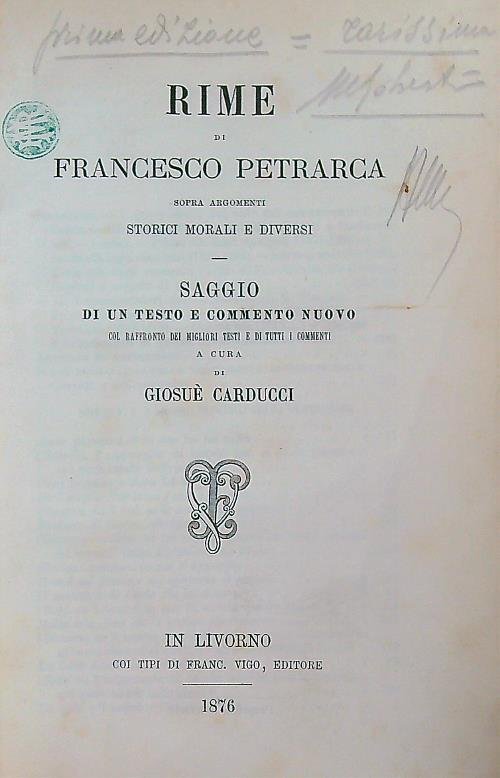 prima edizione = rarissima
RIME
DI
FRANCESCO PETRARCA
SOPRA ARGOMENTI
STORICI MORALI E DIVERSI
SAGGIO
DI UN TESTO E COMMENTO NUOVO
COL RAFFRONTO DEI MIGLIORI TESTI E DI TUTTI I COMMENTI
A CURA
DI
GIOSUÈ CARDUCCI
IN LIVORNO
COI TIPI DI FRANC. VIGO, EDITORE
1876